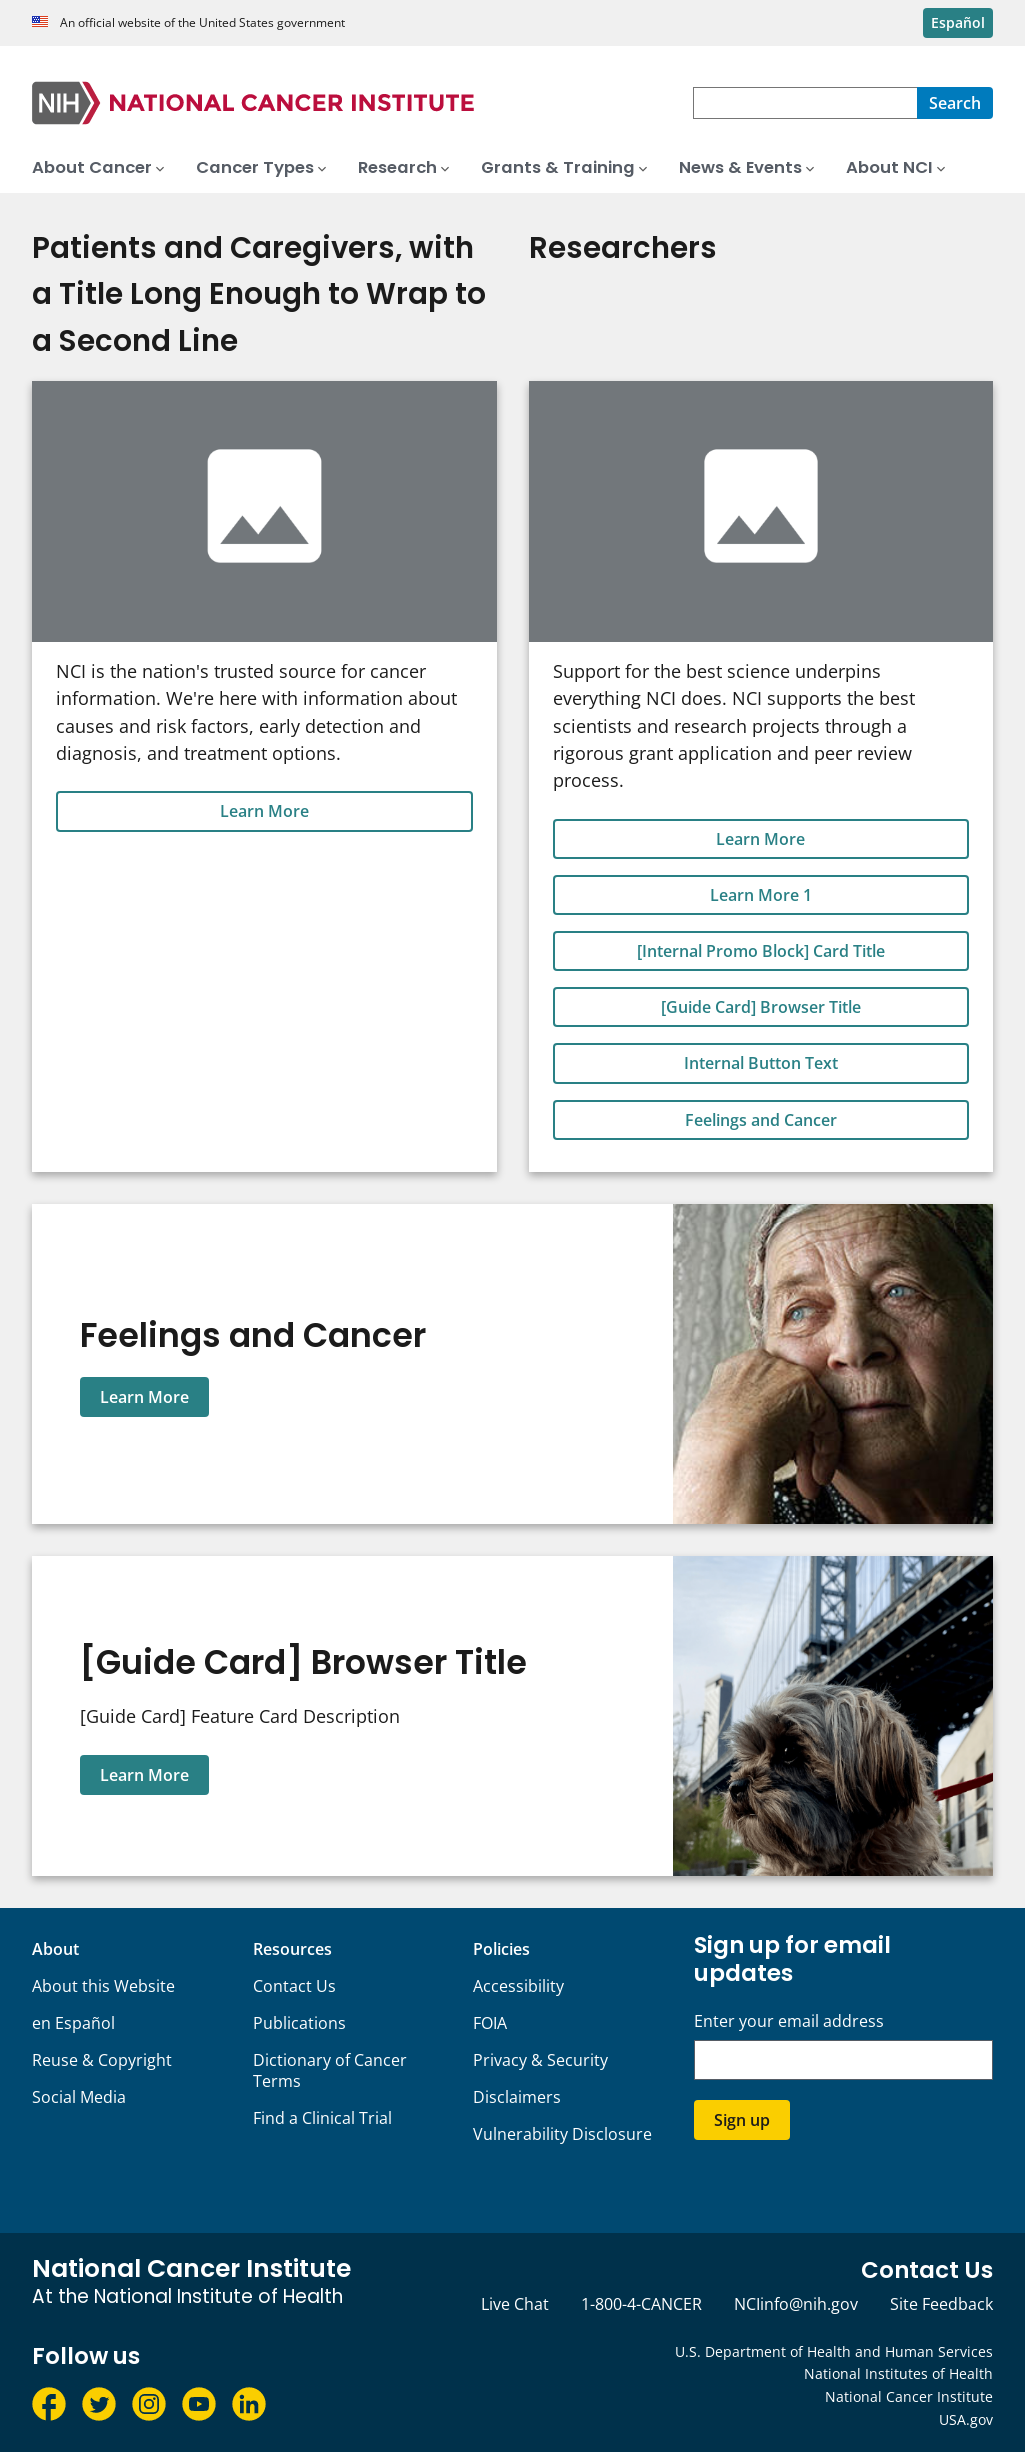 An official website of the United States government
Español
NIH NATIONAL CANCER INSTITUTE
Search
About Cancer
Cancer Types
Research
Grants & Training
News & Events
About NCI
Patients and Caregivers, with
a Title Long Enough to Wrap to
a Second Line
Researchers
NCI is the nation's trusted source for cancer
information. We're here with information about
causes and risk factors, early detection and
diagnosis, and treatment options.
Learn More
Support for the best science underpins
everything NCI does. NCI supports the best
scientists and research projects through a
rigorous grant application and peer review
process.
Learn More
Learn More 1
[Internal Promo Block] Card Title
[Guide Card] Browser Title
Internal Button Text
Feelings and Cancer
Feelings and Cancer
Learn More
[Guide Card] Browser Title
[Guide Card] Feature Card Description
Learn More
About
About this Website
en Español
Reuse & Copyright
Social Media
Resources
Contact Us
Publications
Dictionary of Cancer
Terms
Find a Clinical Trial
Policies
Accessibility
FOIA
Privacy & Security
Disclaimers
Vulnerability Disclosure
Sign up for email
updates
Enter your email address
Sign up
National Cancer Institute
At the National Institute of Health
Contact Us
Live Chat
1-800-4-CANCER
NCIinfo@nih.gov
Site Feedback
Follow us
U.S. Department of Health and Human Services
National Institutes of Health
National Cancer Institute
USA.gov